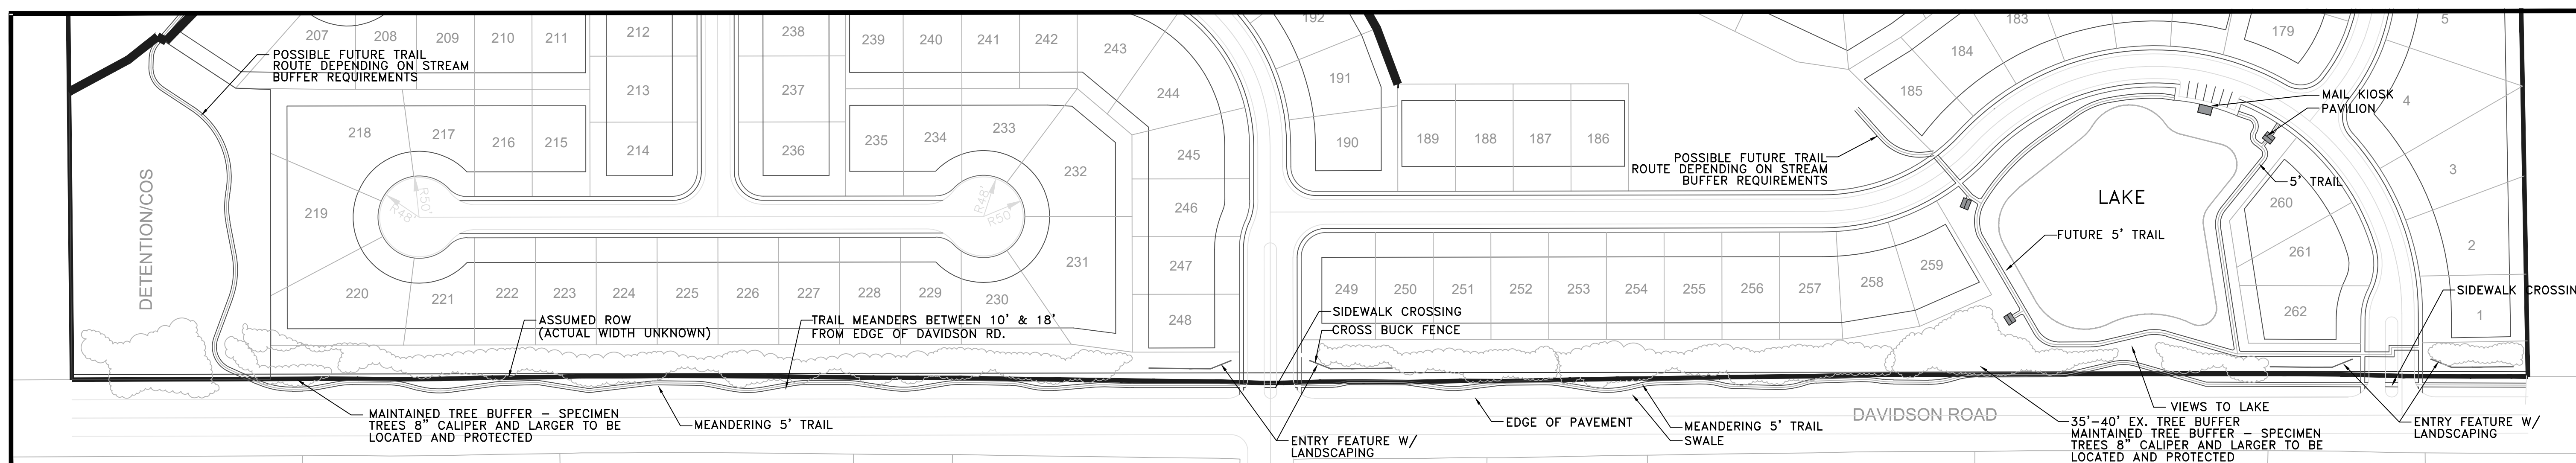 192
183
5
207
208
209
210
211
212
238
239
240
241
242
243
184
179
POSSIBLE FUTURE TRAIL
ROUTE DEPENDING ON STREAM
BUFFER REQUIREMENTS
213
237
244
191
185
MAIL KIOSK
PAVILION
4
218
217
216
215
214
236
235
234
233
245
190
189
188
187
186
POSSIBLE FUTURE TRAIL
ROUTE DEPENDING ON STREAM
BUFFER REQUIREMENTS
232
3
5' TRAIL
LAKE
R48'
R50'
R48'
R50'
219
246
260
DETENTION/COS
FUTURE 5' TRAIL
2
231
247
261
220
221
222
223
224
225
226
227
228
229
230
249
250
251
252
253
254
255
256
257
258
259
SIDEWALK CROSSIN
248
262
1
ASSUMED ROW
(ACTUAL WIDTH UNKNOWN)
TRAIL MEANDERS BETWEEN 10' & 18'
FROM EDGE OF DAVIDSON RD.
SIDEWALK CROSSING
CROSS BUCK FENCE
MAINTAINED TREE BUFFER – SPECIMEN
TREES 8" CALIPER AND LARGER TO BE
LOCATED AND PROTECTED
MEANDERING 5' TRAIL
ENTRY FEATURE W/
LANDSCAPING
EDGE OF PAVEMENT
MEANDERING 5' TRAIL
SWALE
DAVIDSON ROAD
VIEWS TO LAKE
35'–40' EX. TREE BUFFER
MAINTAINED TREE BUFFER – SPECIMEN
TREES 8" CALIPER AND LARGER TO BE
LOCATED AND PROTECTED
ENTRY FEATURE W/
LANDSCAPING